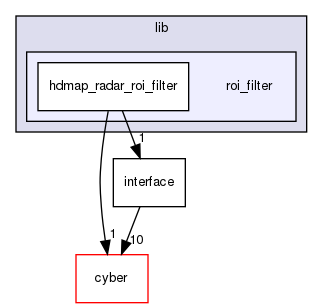 lib
hdmap_radar_roi_filter
roi_filter
1
interface
1
10
cyber